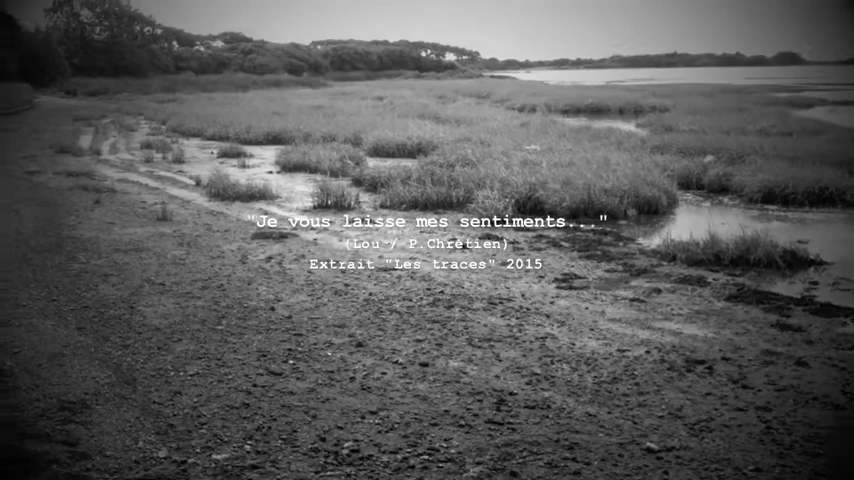 "Je vous laisse mes sentiments..."
(Lou / P.Chrétien)
Extrait "Les traces" 2015